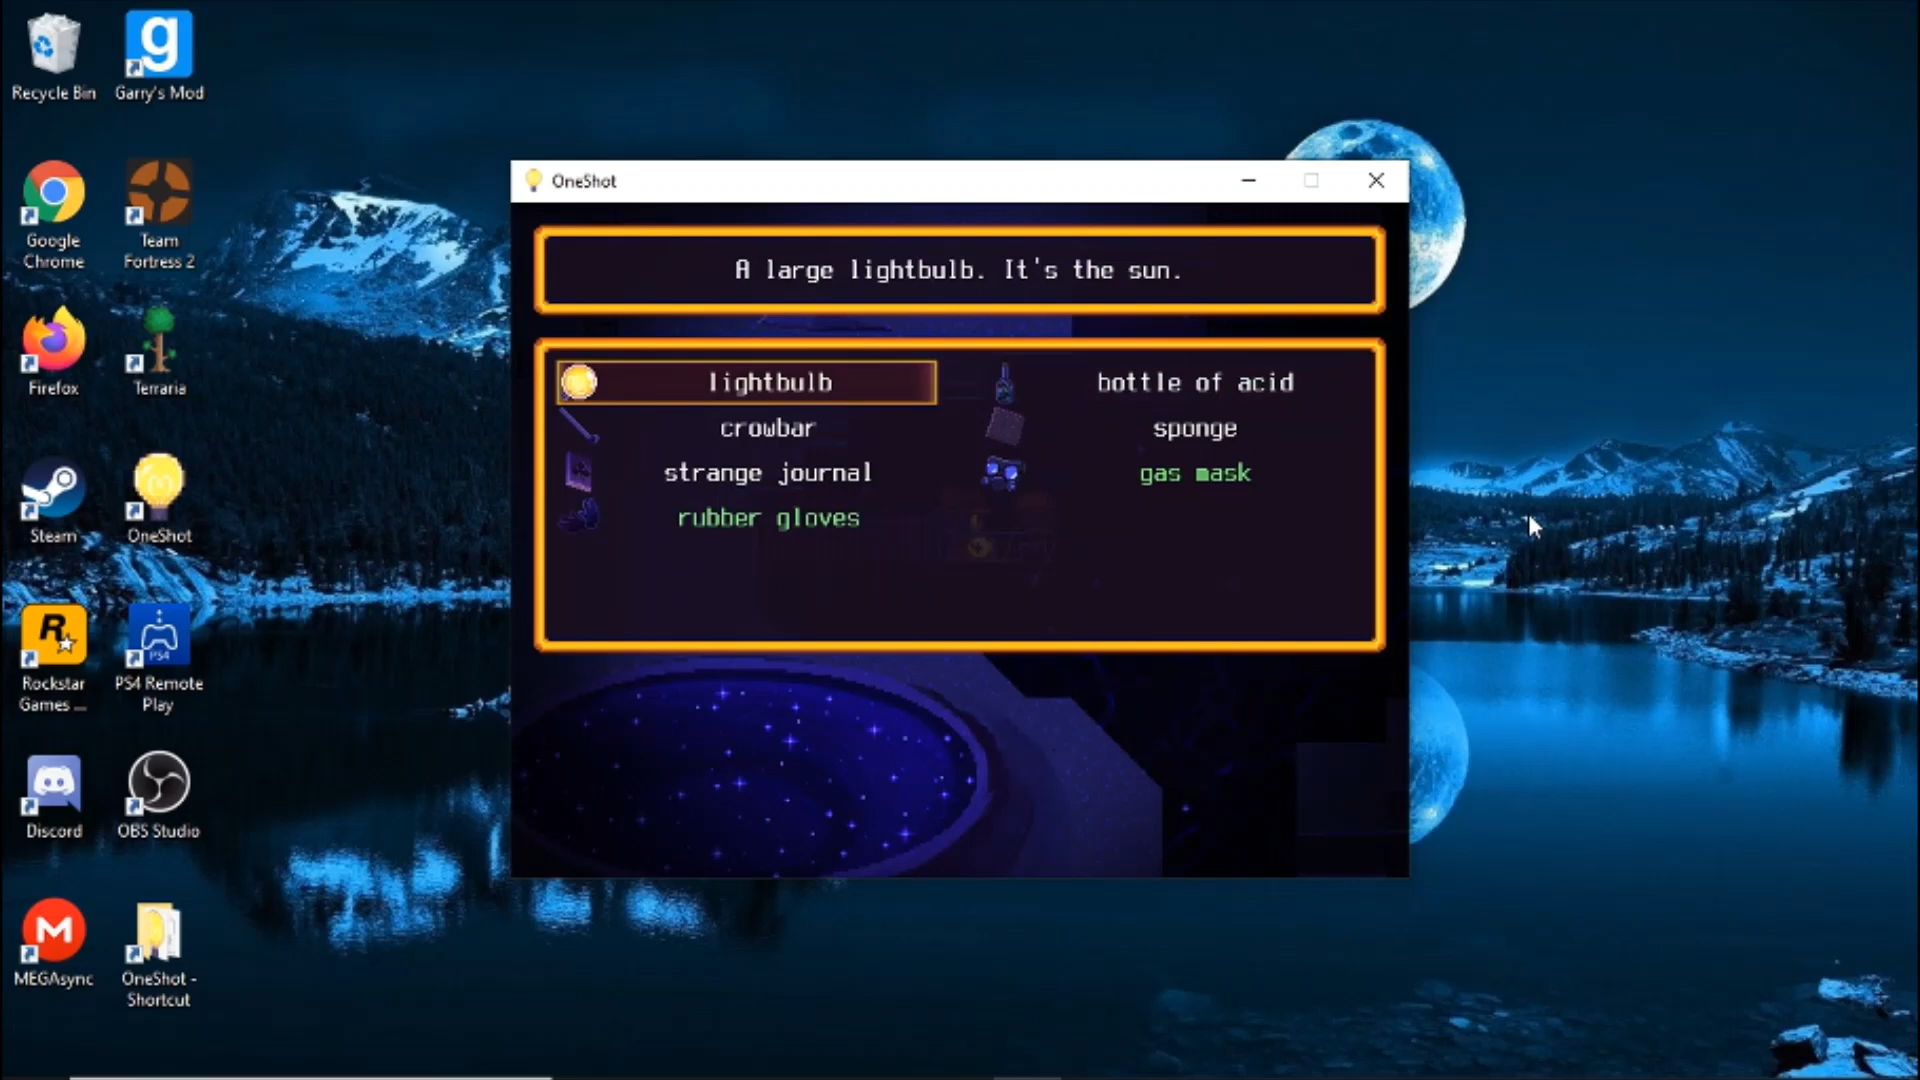 Recycle Bin
Garry's Mod
Google
Chrome
Team
Fortress 2
Firefox
Terraria
Steam
OneShot
Rockstar
Games ...
PS4
PS4 Remote
Play
Discord
OBS Studio
MEGAsync
OneShot -
Shortcut
OneShot
A large lightbulb. It's the sun.
lightbulb
bottle of acid
crowbar
sponge
strange journal
gas mask
rubber gloves